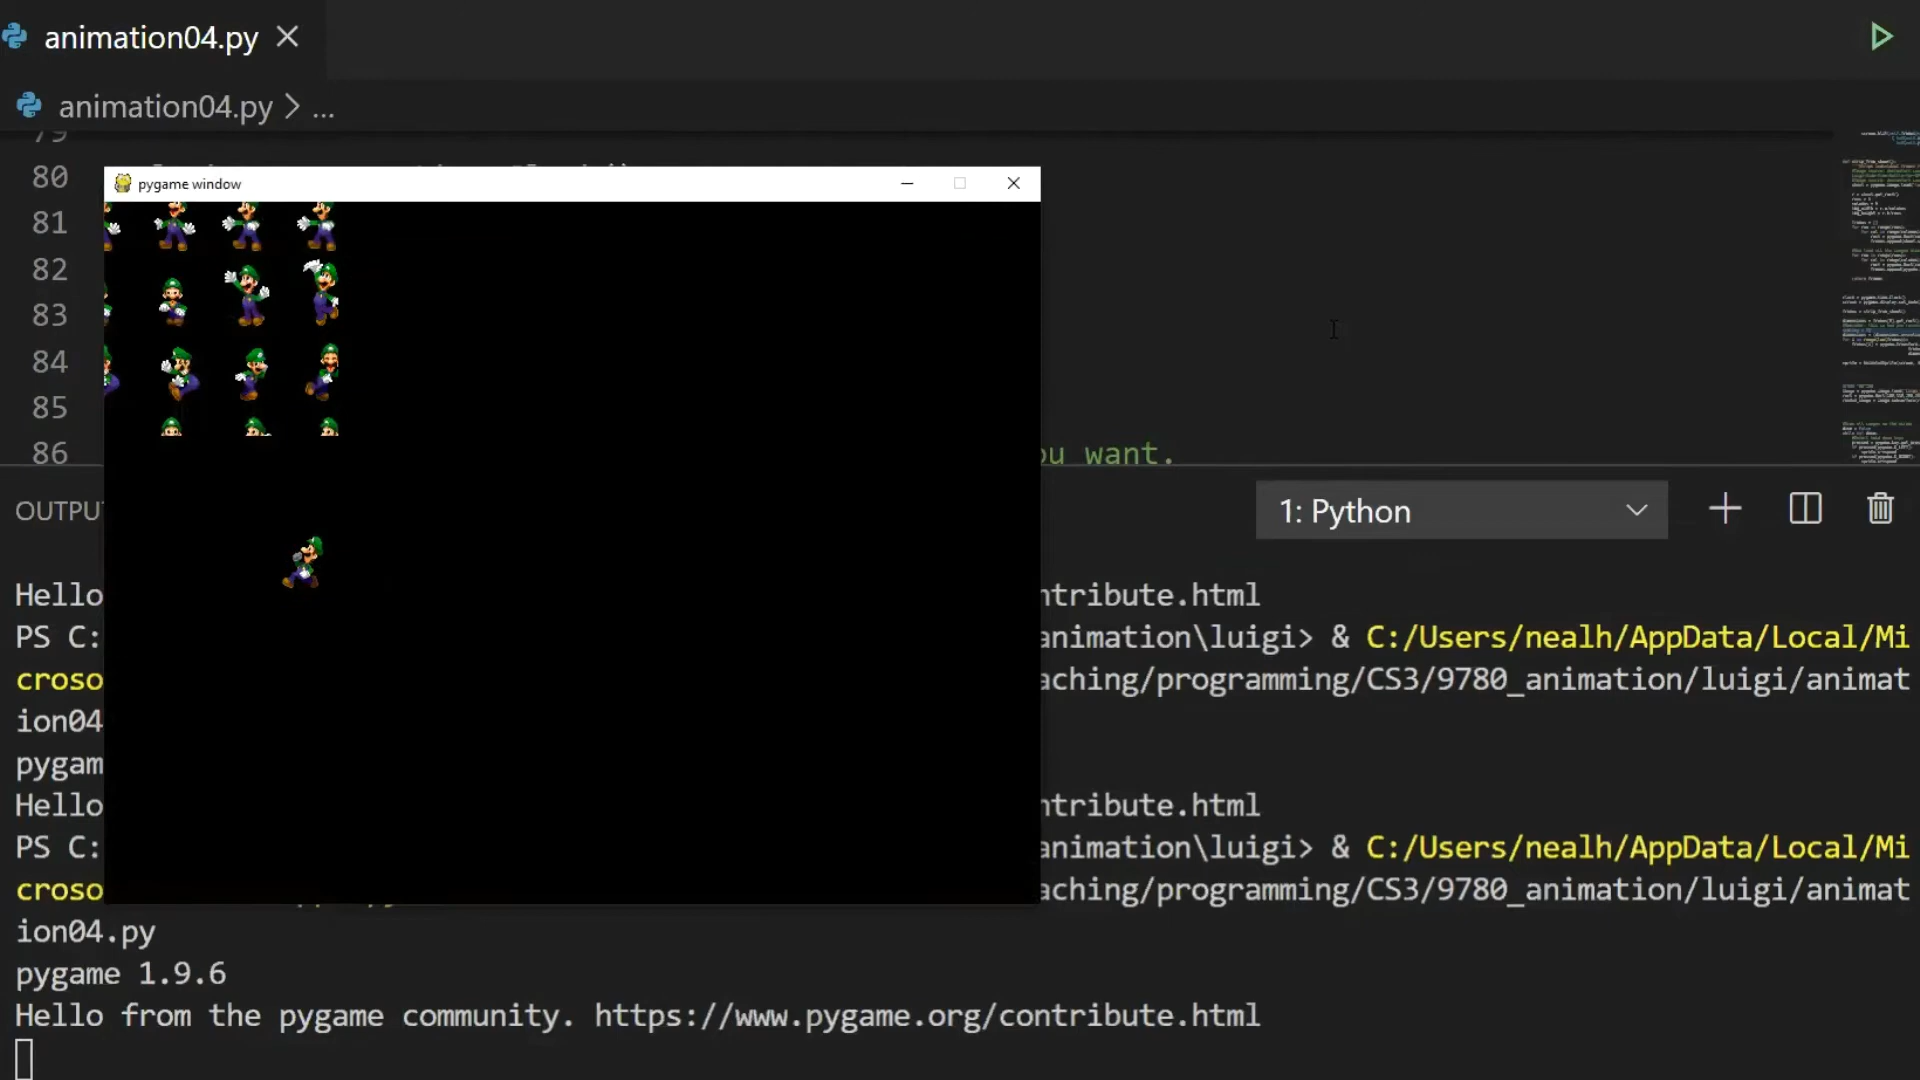 animation04.py
animation04.py > ...
79
80
pygame window
81
82
83
84
85
86
ou want.
OUTPU
1: Python
Hello
ntribute.html
PS C:
animation\luigi> & C:/Users/nealh/AppData/Local/Mi
croso
aching/programming/CS3/9780_animation/luigi/animat
ion04
pygam
Hello
ntribute.html
PS C:
animation\luigi> & C:/Users/nealh/AppData/Local/Mi
croso
aching/programming/CS3/9780_animation/luigi/animat
ion04.py
pygame 1.9.6
Hello from the pygame community. https://www.pygame.org/contribute.html